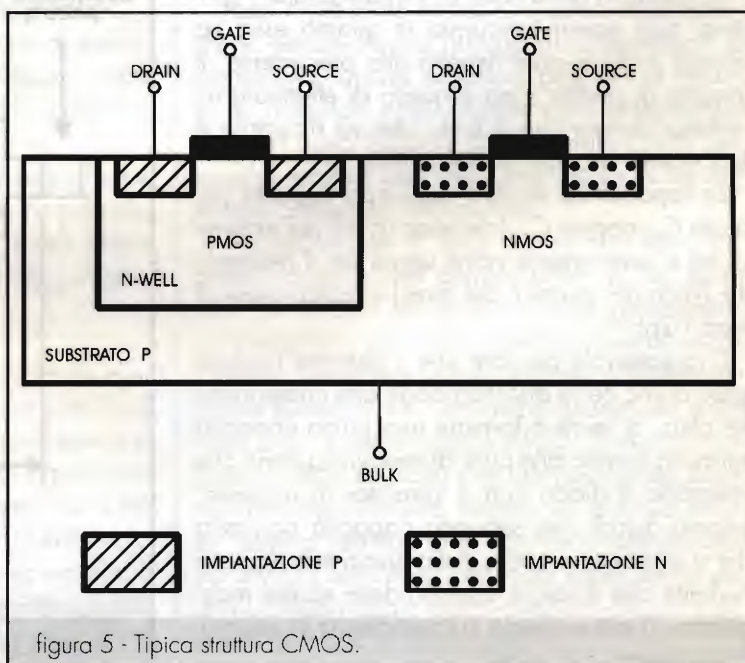 GATE GATE
DRAIN SOURCE DRAIN SOURCE
PMOS NMOS
N-WELL
SUBSTRATO P
BULK
IMPIANTAZIONE P IMPIANTAZIONE N
figura 5 - Tipica struttura CMOS.